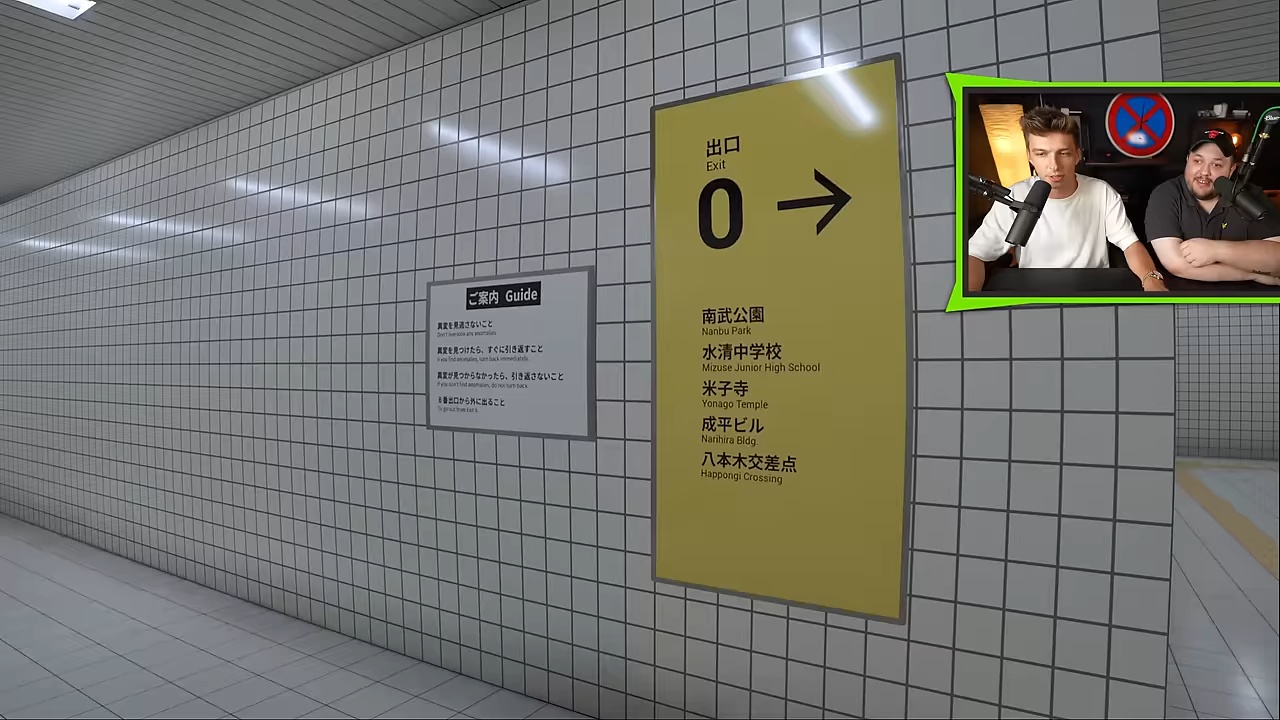 ご案内 Guide
異変を見逃さないこと
Don't overlook any anomalies.
異変を見つけたら、すぐに引き返すこと
If you find anomalies, turn back immediately.
異変が見つからなかったら、引き返さないこと
If you don't find anomalies, do not turn back.
8番出口から外に出ること
To go out from Exit 8.
出口
Exit
0
南武公園
Nanbu Park
水清中学校
Mizuse Junior High School
米子寺
Yonago Temple
成平ビル
Narihira Bldg.
八本木交差点
Happongi Crossing